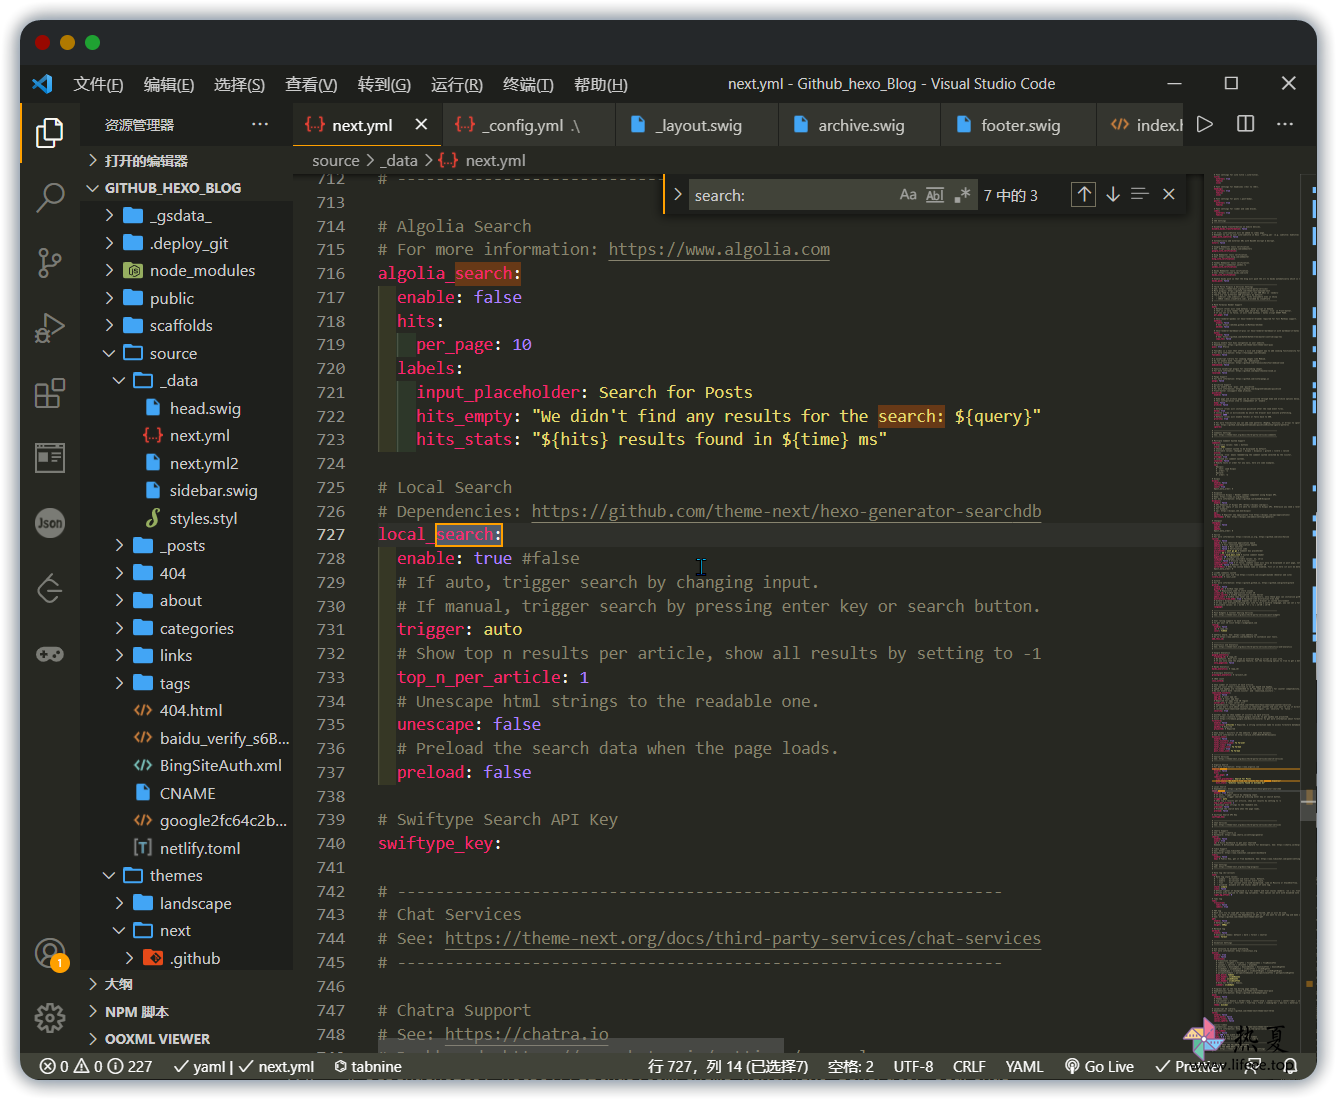 文件(F) 编辑(E) 选择(S) 查看(V) 转到(G) 运行(R) 终端(T) 帮助(H) next.yml - Github_hexo_Blog - Visual Studio Code
资源管理器 ··· next.yml _config.yml .\ _layout.swig archive.swig footer.swig index.h ···
打开的编辑器
source > _data > next.yml
GITHUB_HEXO_BLOG
_gsdata_
.deploy_git
node_modules
public
scaffolds
source
_data
head.swig
next.yml
next.yml2
sidebar.swig
styles.styl
_posts
404
about
categories
links
tags
404.html
baidu_verify_s6B...
BingSiteAuth.xml
CNAME
google2fc64c2b...
netlify.toml
themes
landscape
next
.github
大纲
NPM 脚本
OOXML VIEWER
Json
1
search: Aa Abl .* 7 中的 3
712 # ----------------------------
713
714 # Algolia Search
715 # For more information: https://www.algolia.com
716 algolia_search:
717 enable: false
718 hits:
719 per_page: 10
720 labels:
721 input_placeholder: Search for Posts
722 hits_empty: "We didn't find any results for the search: ${query}"
723 hits_stats: "${hits} results found in ${time} ms"
724
725 # Local Search
726 # Dependencies: https://github.com/theme-next/hexo-generator-searchdb
727 local_search:
728 enable: true #false
729 # If auto, trigger search by changing input.
730 # If manual, trigger search by pressing enter key or search button.
731 trigger: auto
732 # Show top n results per article, show all results by setting to -1
733 top_n_per_article: 1
734 # Unescape html strings to the readable one.
735 unescape: false
736 # Preload the search data when the page loads.
737 preload: false
738
739 # Swiftype Search API Key
740 swiftype_key:
741
742 # ---------------------------------------------------------------
743 # Chat Services
744 # See: https://theme-next.org/docs/third-party-services/chat-services
745 # ---------------------------------------------------------------
746
747 # Chatra Support
748 # See: https://chatra.io
热夏
www.lifece.top
0 0 227 yaml | next.yml tabnine 行 727，列 14 (已选择7) 空格: 2 UTF-8 CRLF YAML Go Live Prettier